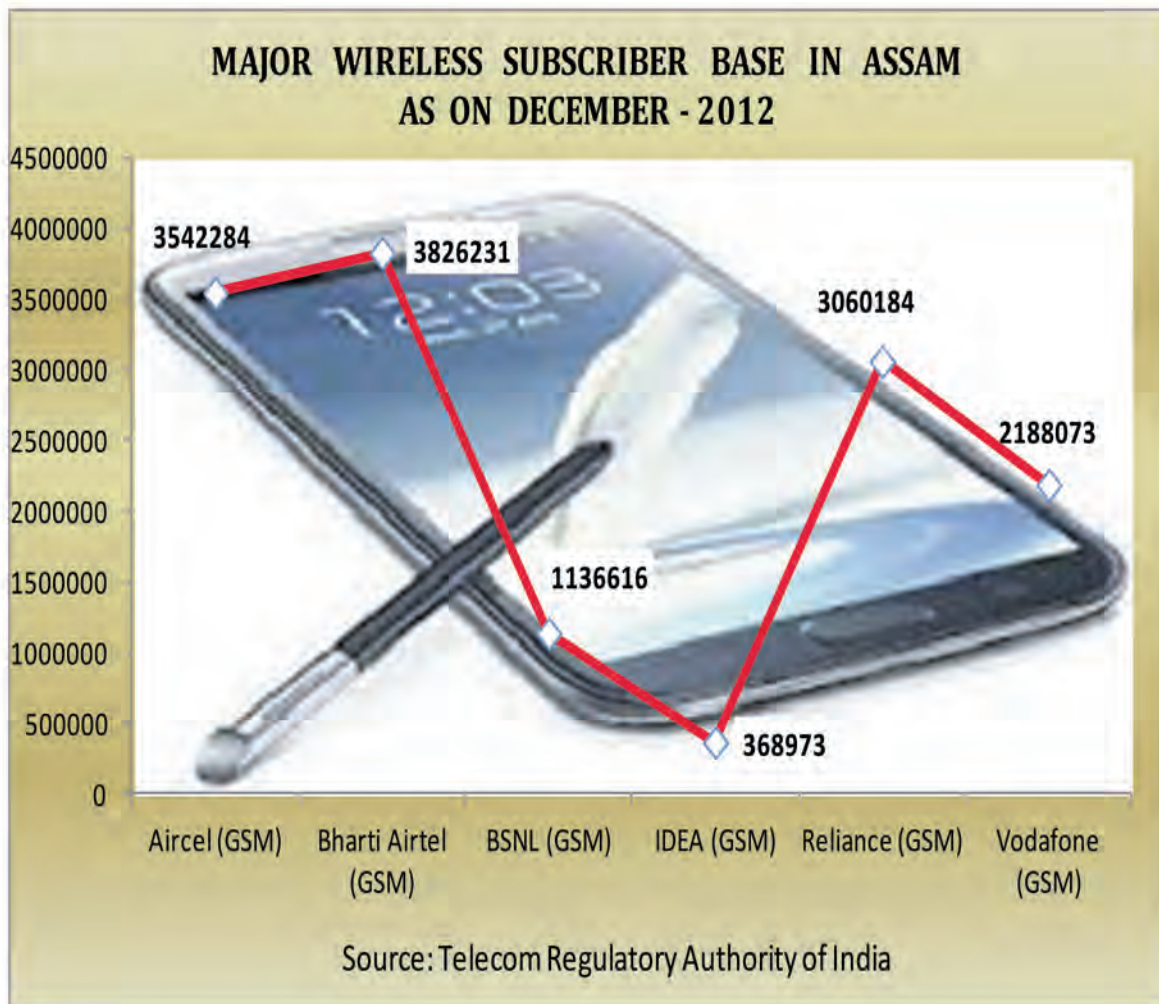 MAJOR WIRELESS SUBSCRIBER BASE IN ASSAM
AS ON DECEMBER - 2012
4500000
4000000
3500000
3000000
2500000
2000000
1500000
1000000
500000
0
3542284
3826231
12:03
1136616
368973
3060184
2188073
Aircel (GSM)
Bharti Airtel
(GSM)
BSNL (GSM)
IDEA (GSM)
Reliance (GSM)
Vodafone
(GSM)
Source: Telecom Regulatory Authority of India